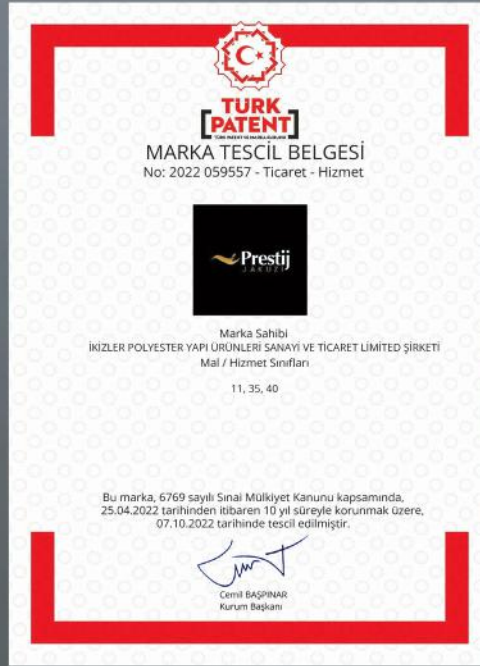 TÜRK
PATENT
TÜRK PATENT VE MARKA KURUMU
MARKA TESCİL BELGESİ
No: 2022 059557 - Ticaret - Hizmet
Prestij
JAKUZİ
Marka Sahibi
İKİZLER POLYESTER YAPI ÜRÜNLERİ SANAYİ VE TİCARET LİMİTED ŞİRKETİ
Mal / Hizmet Sınıfları
11, 35, 40
Bu marka, 6769 sayılı Sınai Mülkiyet Kanunu kapsamında,
25.04.2022 tarihinden itibaren 10 yıl süreyle korunmak üzere,
07.10.2022 tarihinde tescil edilmiştir.
Cemil BAŞPINAR
Kurum Başkanı